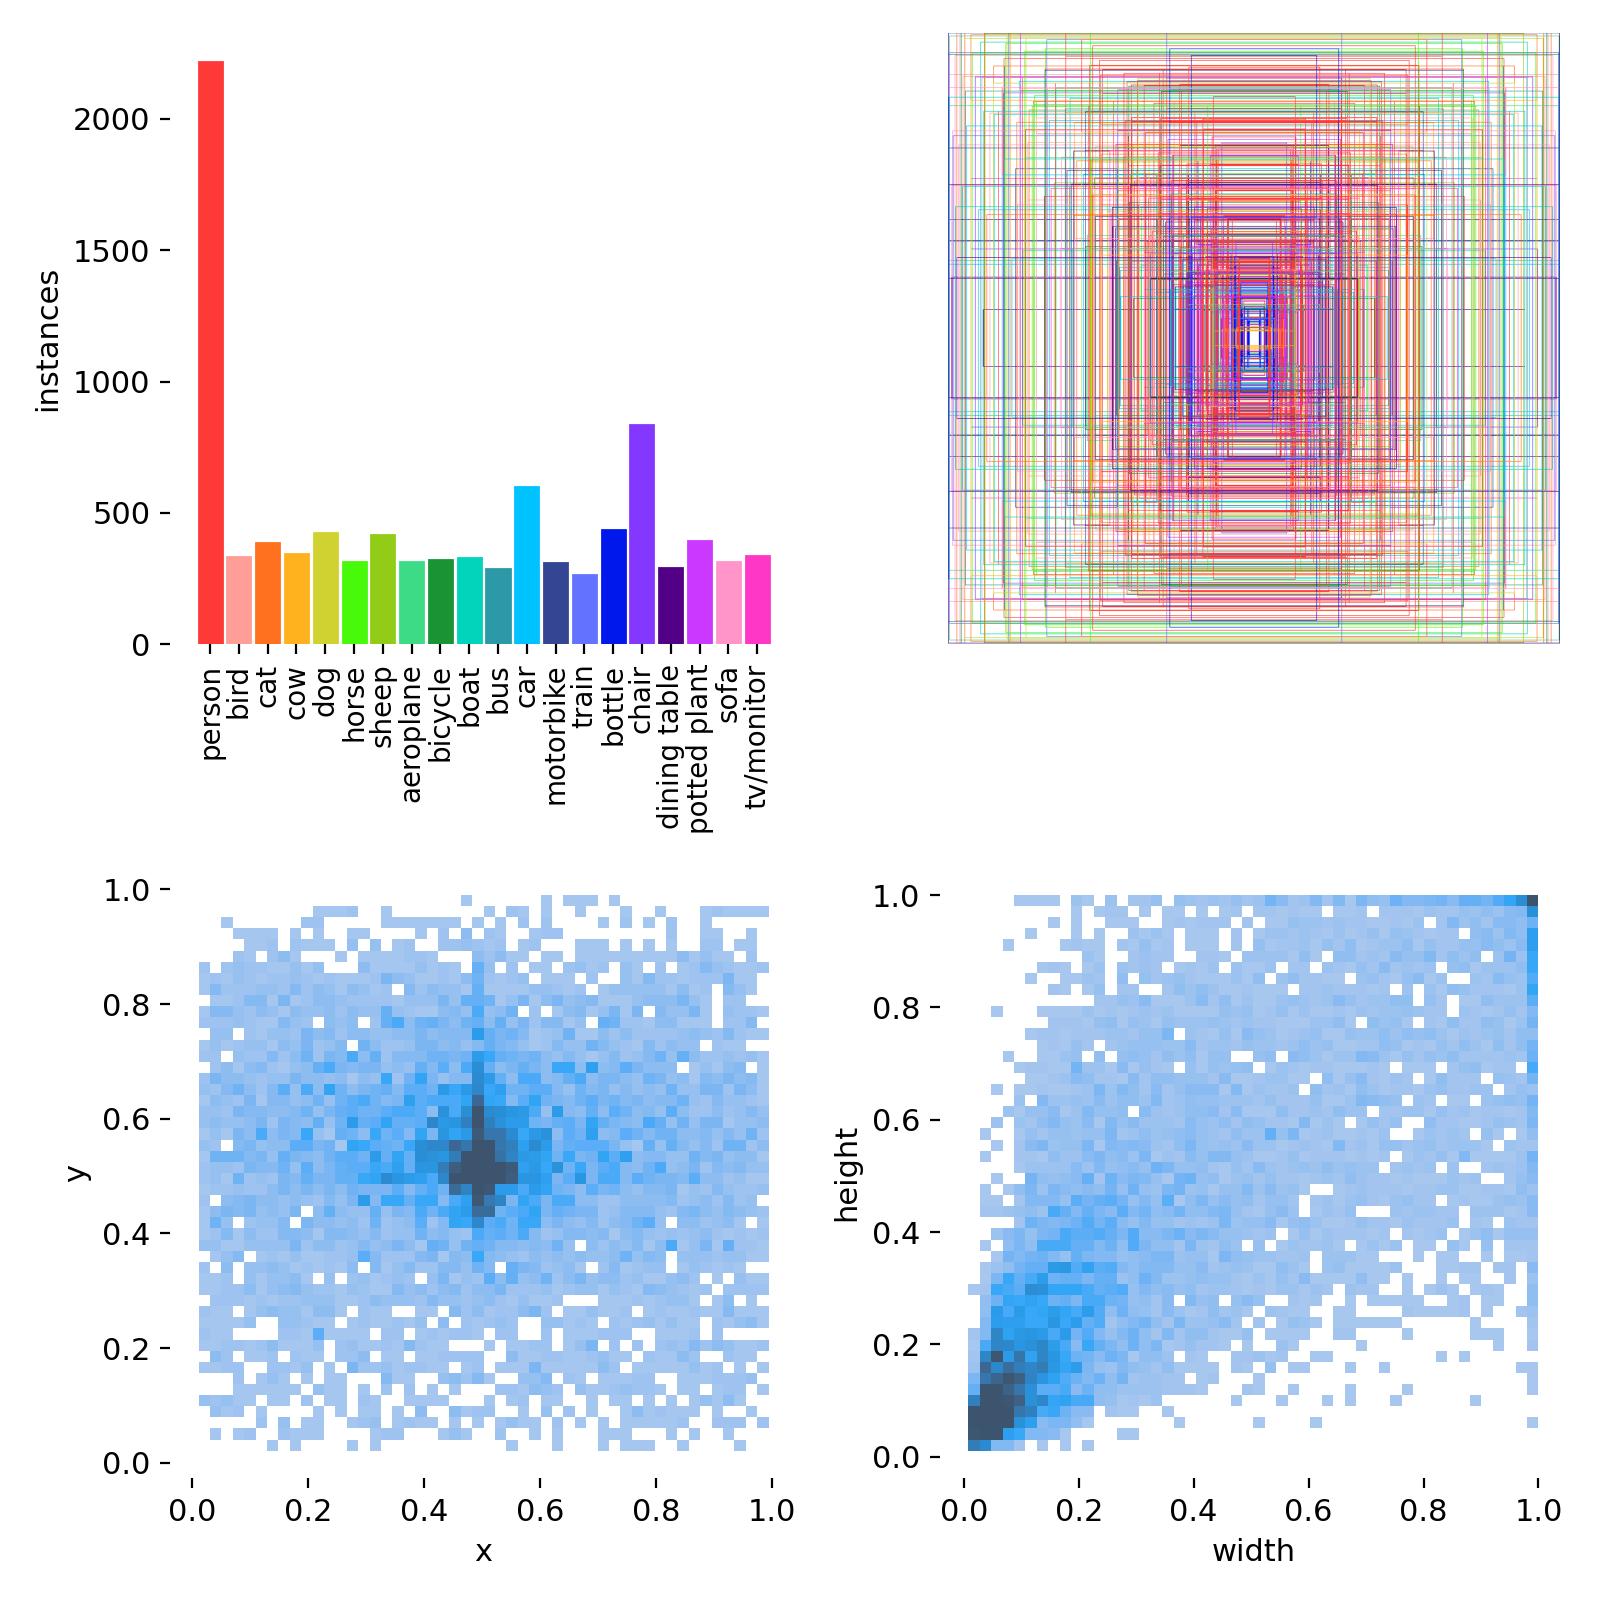 instances
2000
1500
1000
500
0
person
bird
cat
cow
dog
horse
sheep
aeroplane
bicycle
boat
bus
car
motorbike
train
bottle
chair
dining table
potted plant
sofa
tv/monitor
y
1.0
0.8
0.6
0.4
0.2
0.0
0.0 0.2 0.4 0.6 0.8 1.0
x
height
1.0
0.8
0.6
0.4
0.2
0.0
0.0 0.2 0.4 0.6 0.8 1.0
width